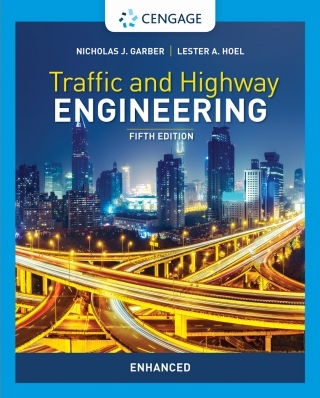 CENGAGE
NICHOLAS J. GARBER | LESTER A. HOEL
Traffic and Highway
ENGINEERING
FIFTH EDITION
ENHANCED